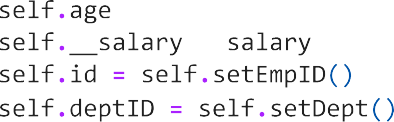 self.age
self.__salary   salary
self.id = self.setEmpID()
self.deptID = self.setDept()